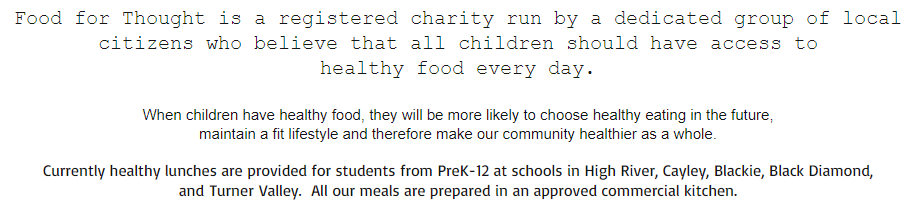 Food for Thought is a registered charity run by a dedicated group of local
citizens who believe that all children should have access to
healthy food every day.
When children have healthy food, they will be more likely to choose healthy eating in the future,
maintain a fit lifestyle and therefore make our community healthier as a whole.
Currently healthy lunches are provided for students from PreK-12 at schools in High River, Cayley, Blackie, Black Diamond,
and Turner Valley.  All our meals are prepared in an approved commercial kitchen.